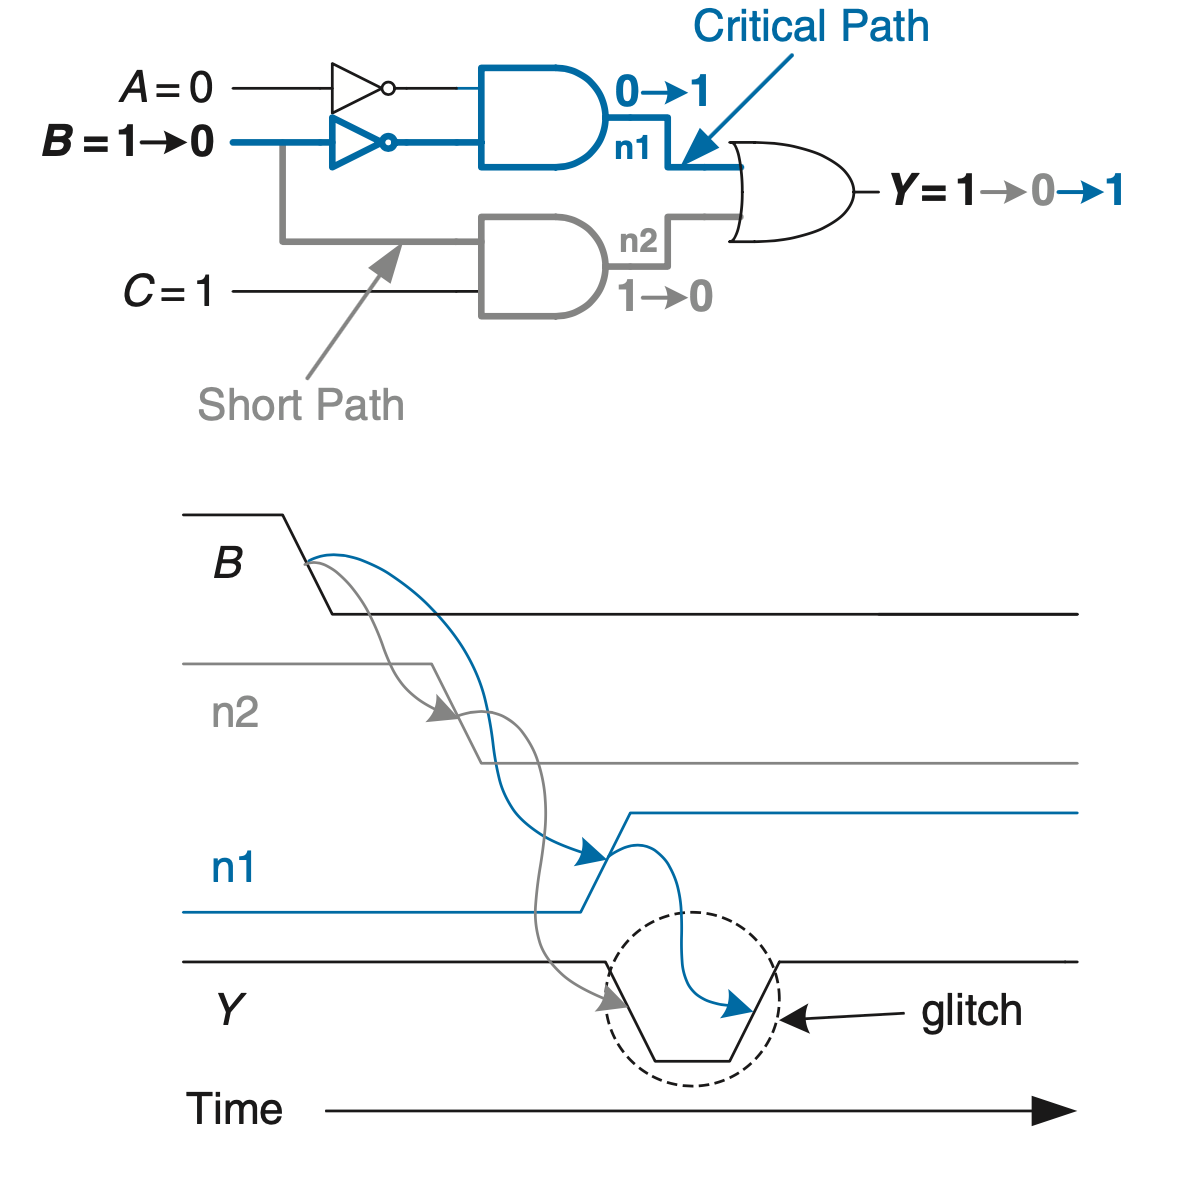 Critical Path
A = 0
0→1
B = 1→0
n1
Y = 1→0→1
n2
C = 1
1→0
Short Path
B
n2
n1
Y
glitch
Time